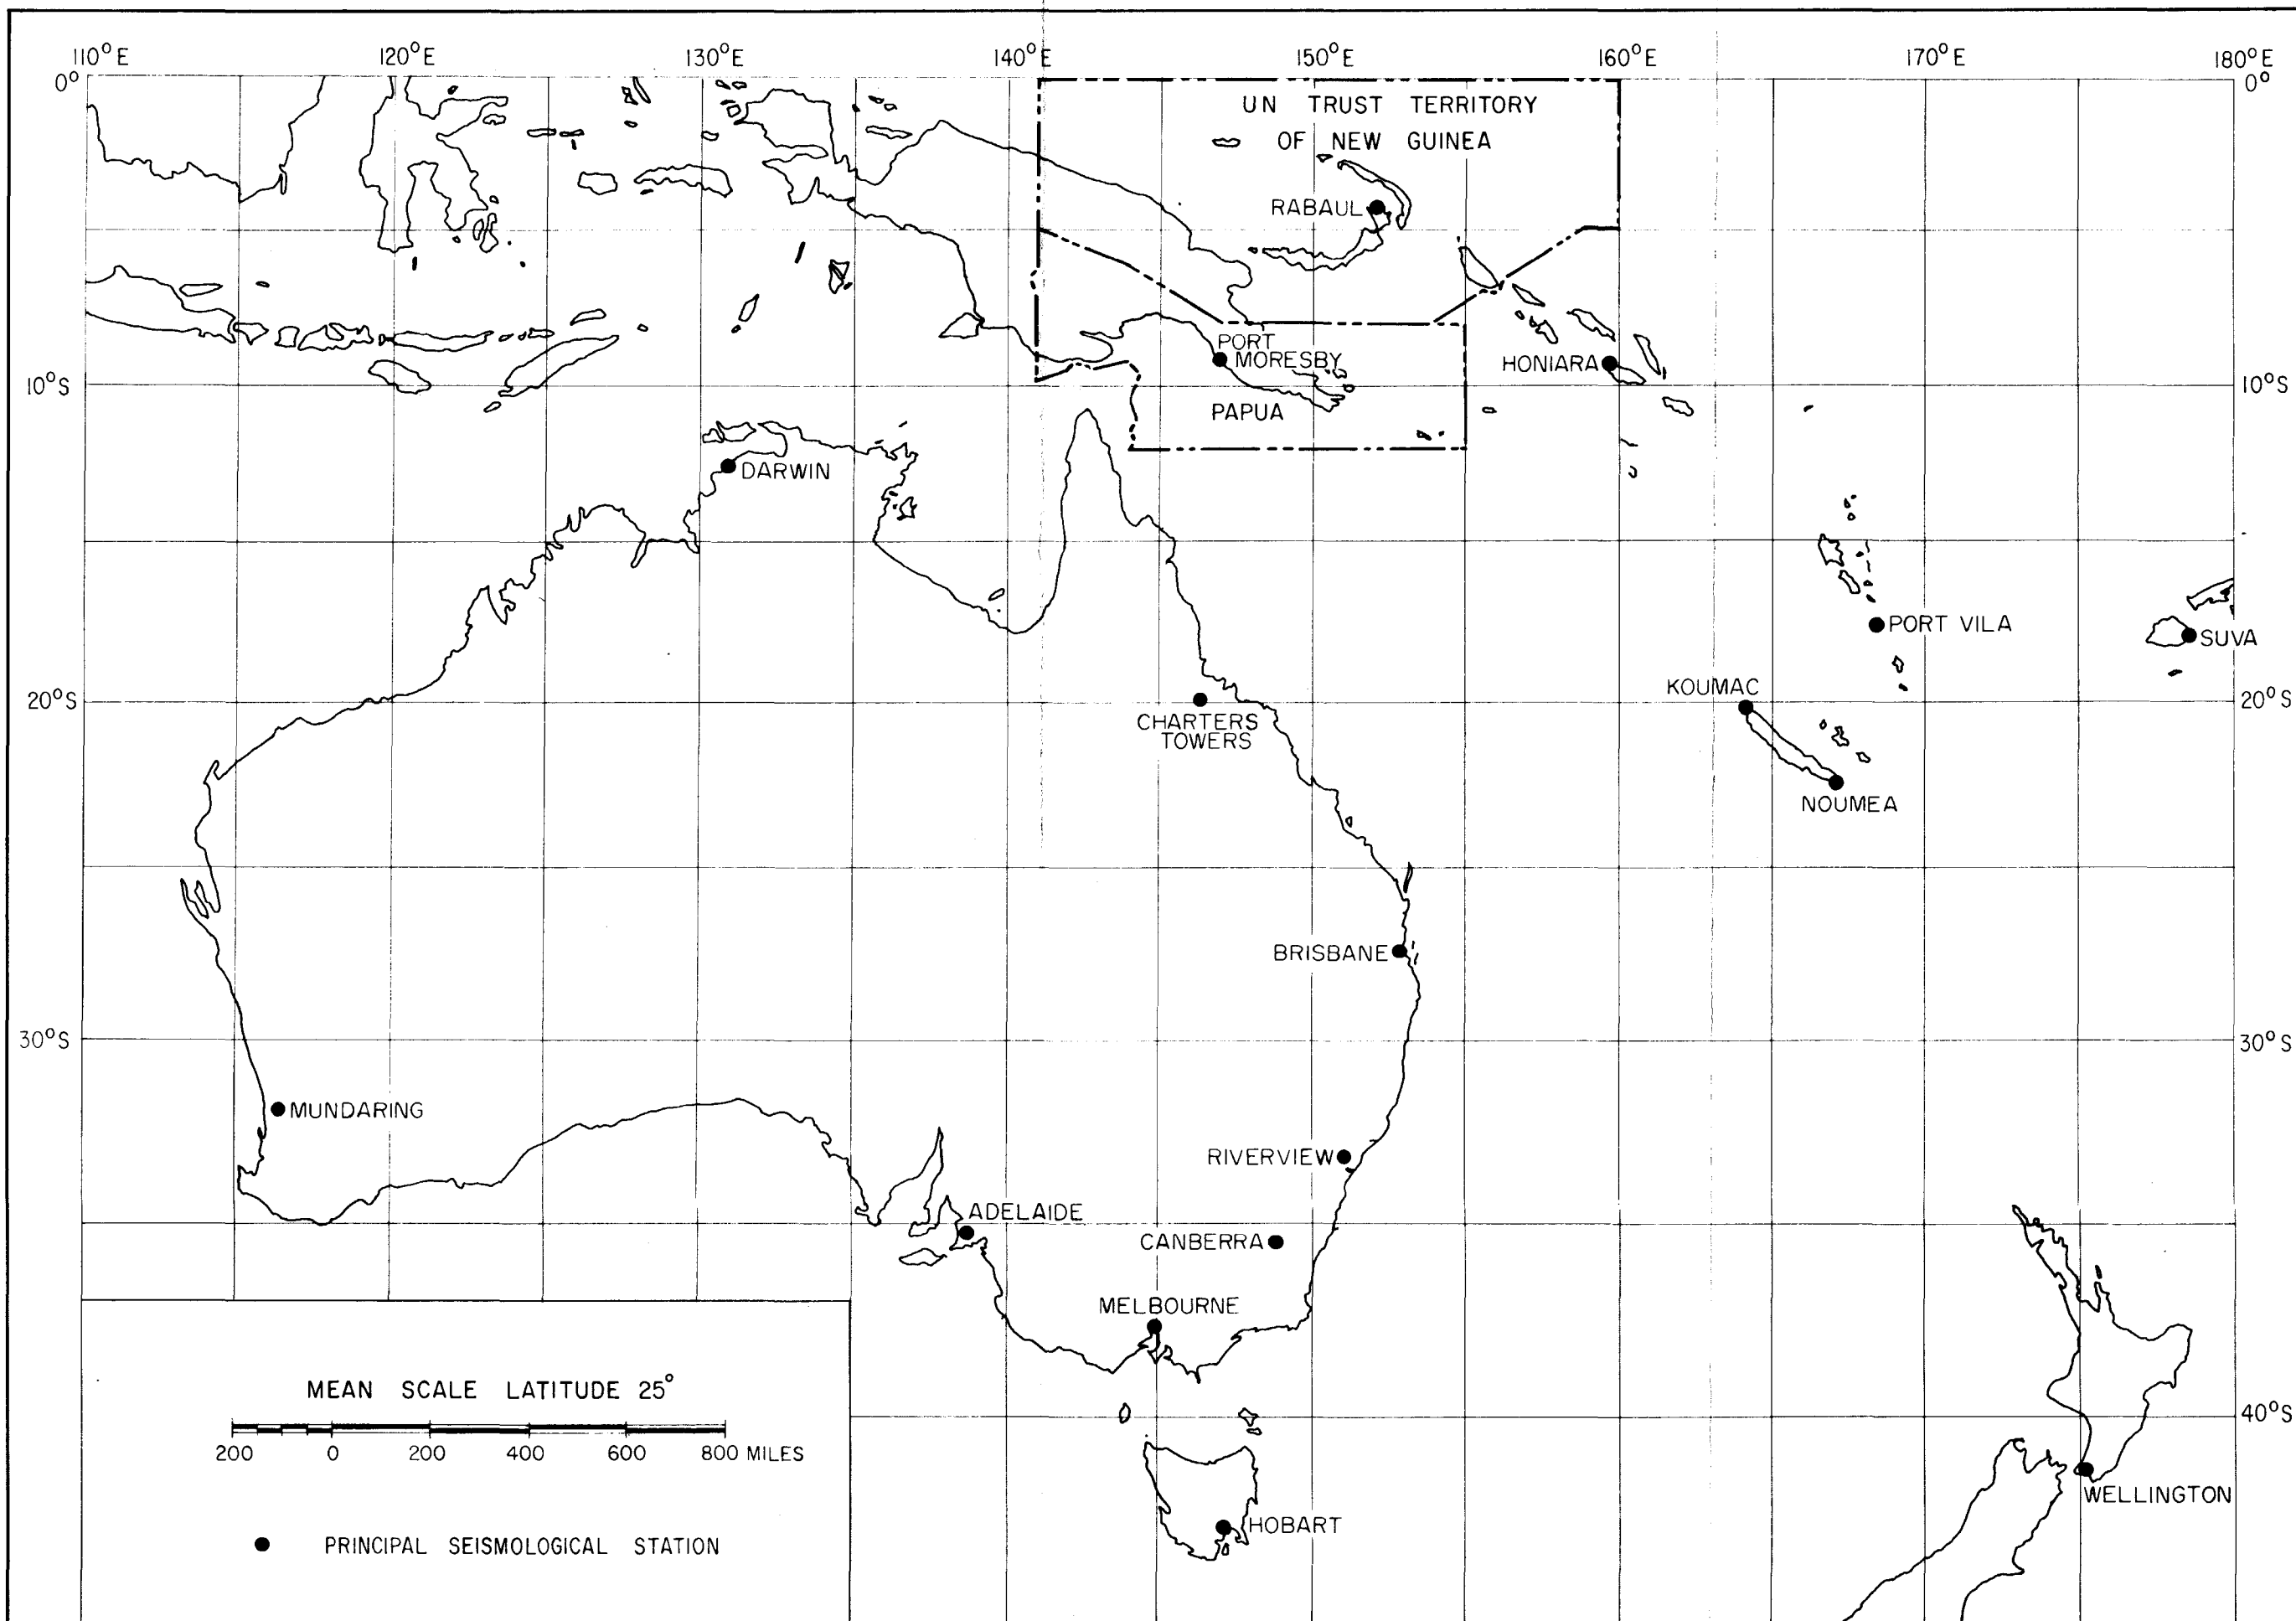 110°E 120°E 130°E 140°E 150°E 160°E 170°E 180°E
0° 0°
UN TRUST TERRITORY
OF NEW GUINEA
RABAUL
PORT
MORESBY
HONIARA
10°S 10°S
PAPUA
DARWIN
PORT VILA
SUVA
KOUMAC
20°S 20°S
CHARTERS
TOWERS
NOUMEA
BRISBANE
30°S 30°S
MUNDARING
RIVERVIEW
ADELAIDE
CANBERRA
MELBOURNE
MEAN SCALE LATITUDE 25°
40°S
200 0 200 400 600 800 MILES
WELLINGTON
HOBART
PRINCIPAL SEISMOLOGICAL STATION